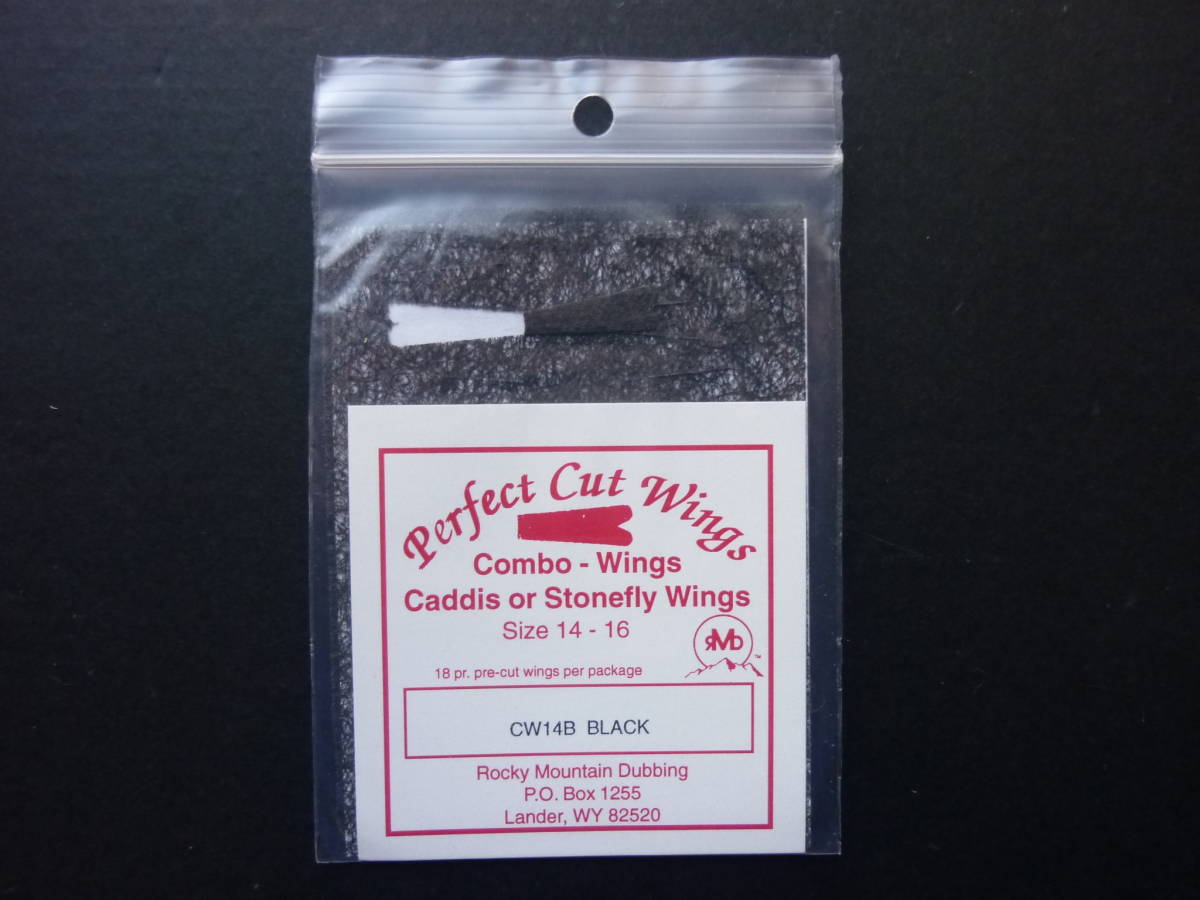 Perfect Cut Wings
Combo - Wings
Caddis or Stonefly Wings
Size 14 - 16
RMD
TM
18 pr. pre-cut wings per package
CW14B BLACK
Rocky Mountain Dubbing
P.O. Box 1255
Lander, WY 82520